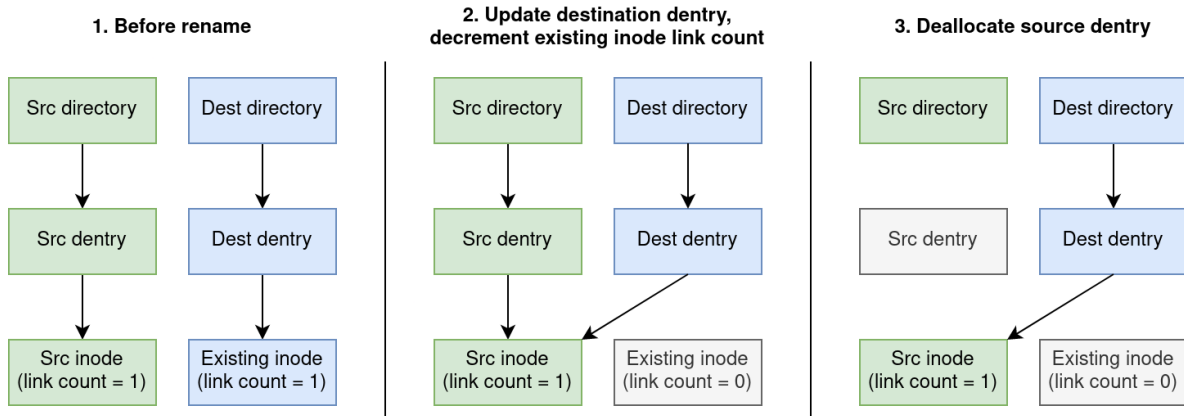 1. Before rename
Src directory
Dest directory
Src dentry
Dest dentry
Src inode
(link count = 1)
Existing inode
(link count = 1)
2. Update destination dentry,
decrement existing inode link count
Src directory
Dest directory
Src dentry
Dest dentry
Src inode
(link count = 1)
Existing inode
(link count = 0)
3. Deallocate source dentry
Src directory
Dest directory
Src dentry
Dest dentry
Src inode
(link count = 1)
Existing inode
(link count = 0)